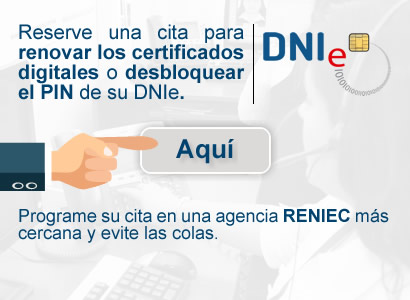 Reserve una cita para
renovar los certificados
digitales o desbloquear
el PIN de su DNIe.
DNIe
Aquí
Programe su cita en una agencia RENIEC más
cercana y evite las colas.